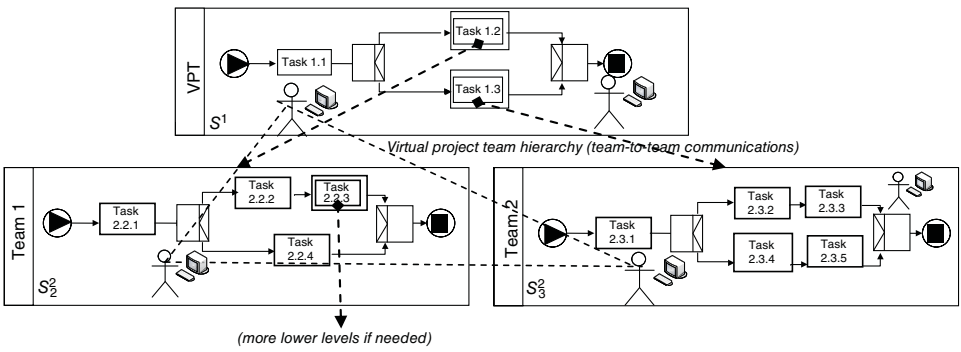 VPT
Task 1.1
Task 1.2
Task 1.3
S1
Virtual project team hierarchy (team-to-team communications)
Team 1
Task
2.2.1
Task
2.2.2
Task
2.2.3
Task
2.2.4
S22
Team 2
Task
2.3.1
Task
2.3.2
Task
2.3.3
Task
2.3.4
Task
2.3.5
S23
(more lower levels if needed)